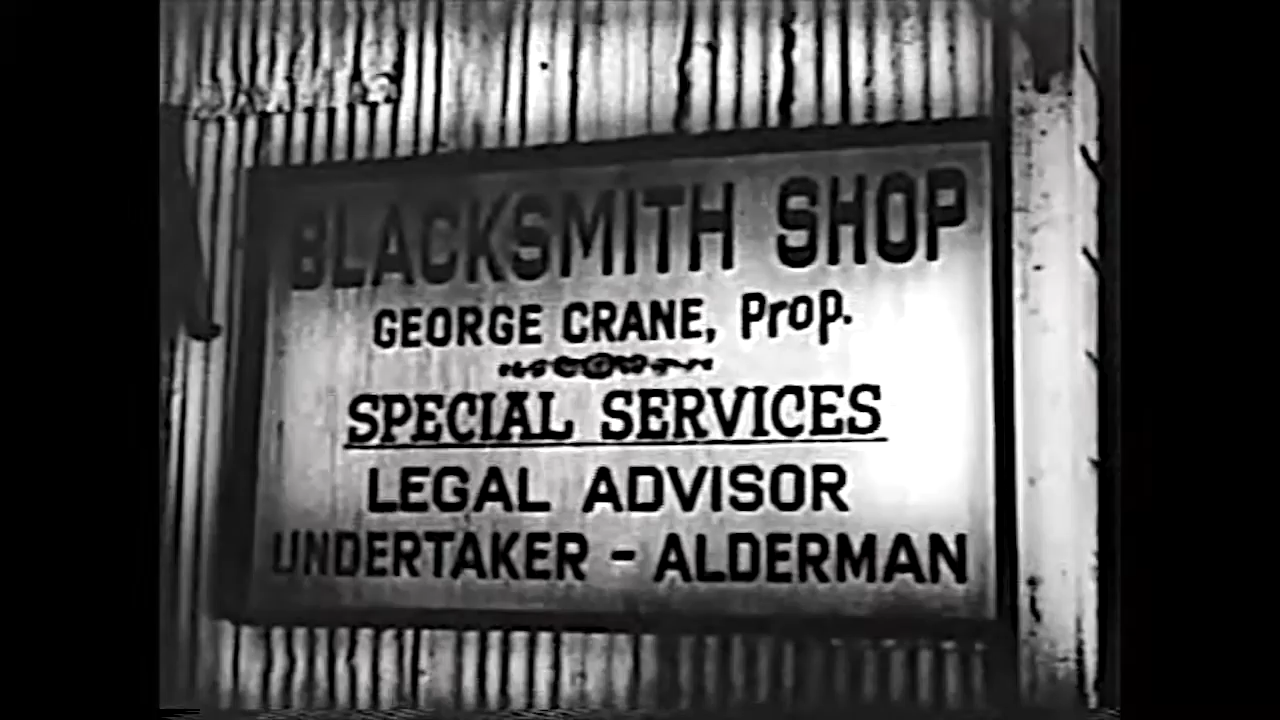 BLACKSMITH SHOP
GEORGE CRANE, Prop.
SPECIAL SERVICES
LEGAL ADVISOR
UNDERTAKER - ALDERMAN